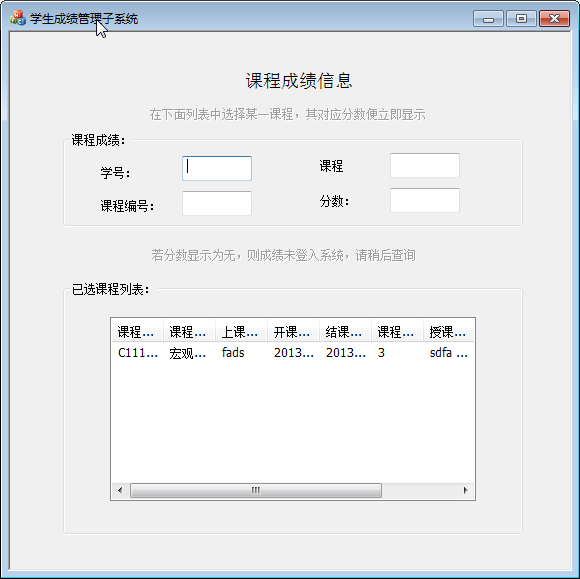 学生成绩管理子系统
课程成绩信息
在下面列表中选择某一课程，其对应分数便立即显示
课程成绩：
学号： 课程
课程编号： 分数：
若分数显示为无，则成绩未登入系统，请稍后查询
已选课程列表：
课程... 课程... 上课... 开课... 结课... 课程... 授课...
C111... 宏观... fads 2013... 2013... 3 sdfa ...